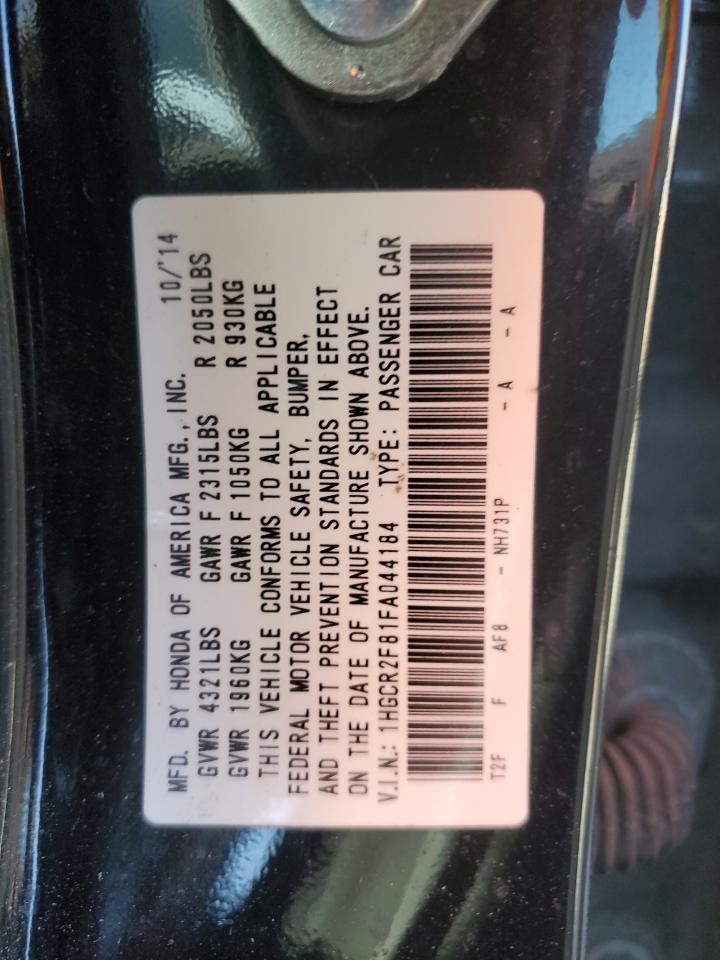 MFD. BY HONDA OF AMERICA MFG., INC. 10/'14
GVWR 4321LBS GAWR F 2315LBS R 2050LBS
GVWR 1960KG GAWR F 1050KG R 930KG
THIS VEHICLE CONFORMS TO ALL APPLICABLE
FEDERAL MOTOR VEHICLE SAFETY, BUMPER,
AND THEFT PREVENTION STANDARDS IN EFFECT
ON THE DATE OF MANUFACTURE SHOWN ABOVE.
V.I.N.: 1HGCR2F81FA044184 TYPE: PASSENGER CAR
T2F F AF8 - NH731P - A - A